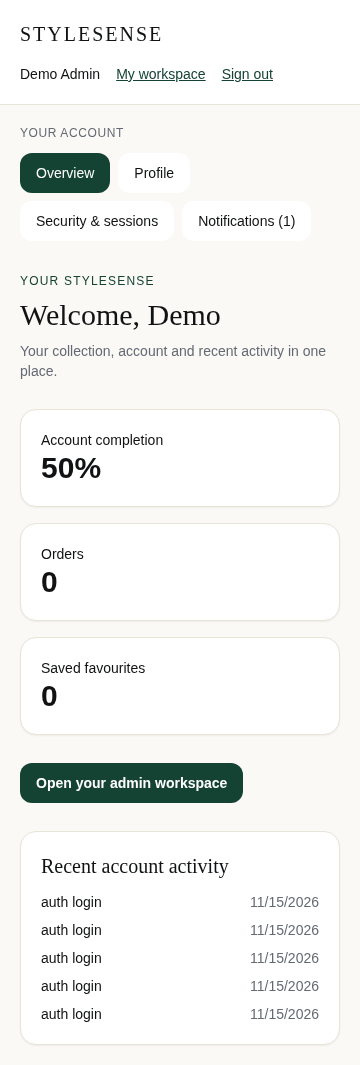 STYLESENSE
Demo Admin My workspace Sign out
YOUR ACCOUNT
Overview Profile
Security & sessions Notifications (1)
YOUR STYLESENSE
Welcome, Demo
Your collection, account and recent activity in one
place.
Account completion
50%
Orders
0
Saved favourites
0
Open your admin workspace
Recent account activity
auth login 11/15/2026
auth login 11/15/2026
auth login 11/15/2026
auth login 11/15/2026
auth login 11/15/2026